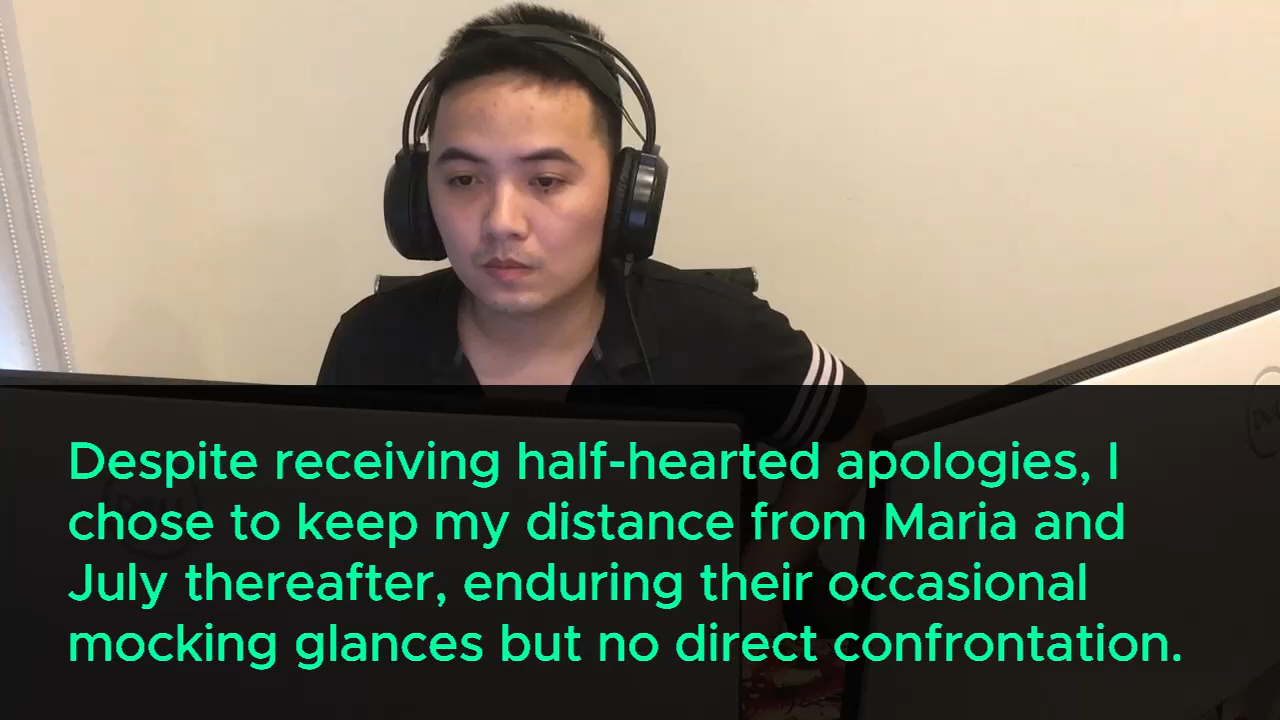 Despite receiving half-hearted apologies, I
chose to keep my distance from Maria and
July thereafter, enduring their occasional
mocking glances but no direct confrontation.